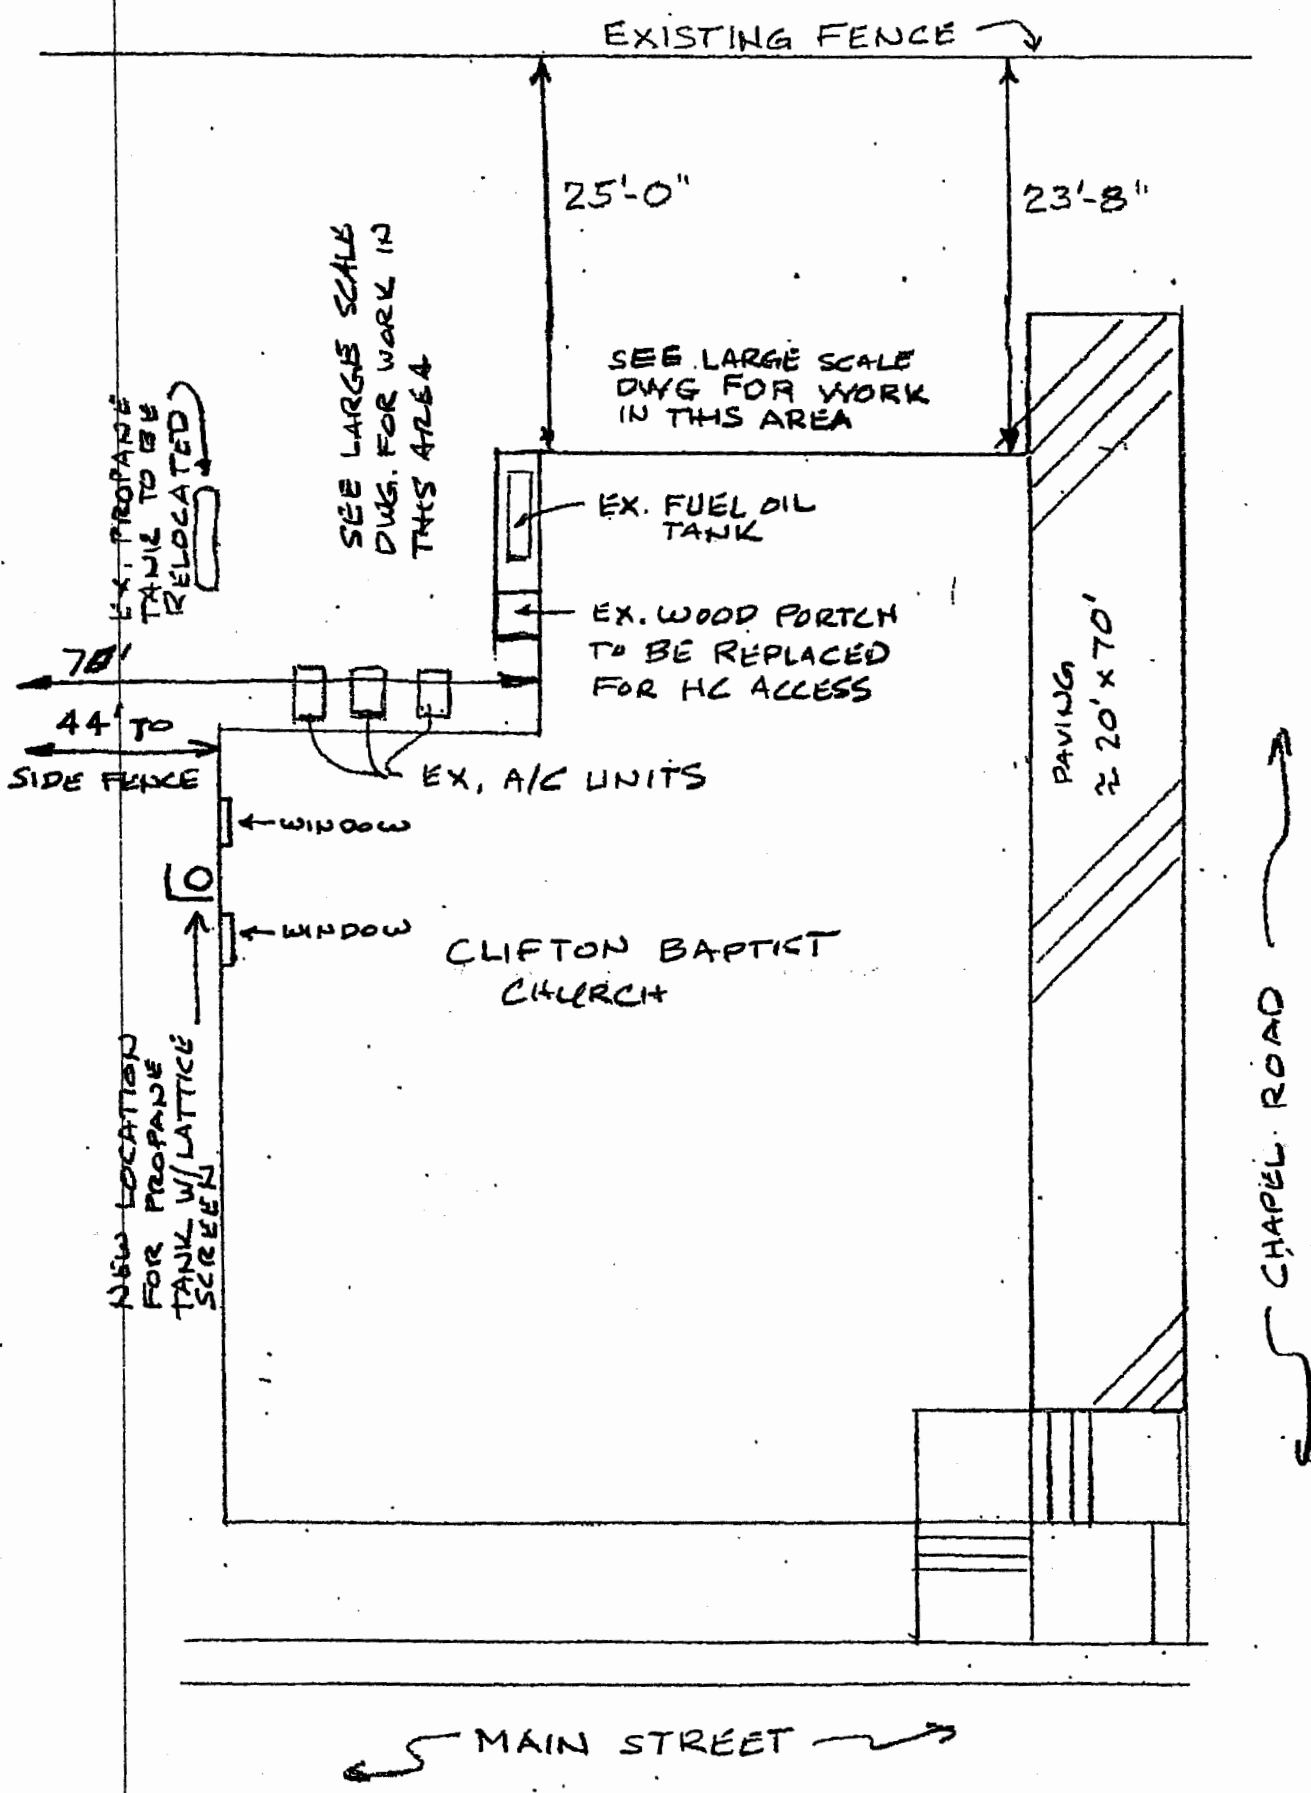 EXISTING FENCE
25'-0"
23'-8"
SEE LARGE SCALE
DWG. FOR WORK IN
THIS AREA
SEE LARGE SCALE
DWG FOR WORK
IN THIS AREA
EX. PROPANE
TANK TO BE
RELOCATED
EX. FUEL OIL
TANK
EX. WOOD PORTCH
TO BE REPLACED
FOR HC ACCESS
PAVING
≈ 20' x 70'
44' TO
SIDE FENCE
EX. A/C UNITS
WINDOW
WINDOW
CLIFTON BAPTIST
CHURCH
NEW LOCATION
FOR PROPANE
TANK W/LATTICE
SCREEN
CHAPEL ROAD
MAIN STREET